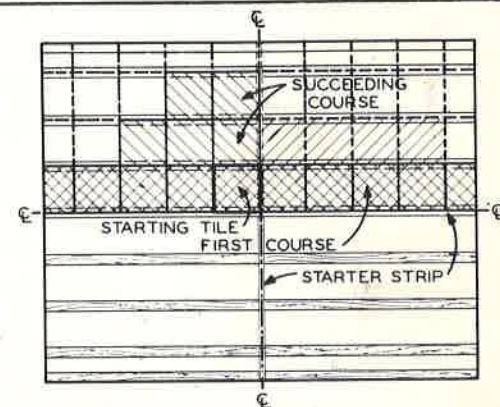 ℄
SUCCEEDING
COURSE
℄
℄
STARTING TILE
FIRST COURSE
STARTER STRIP
℄